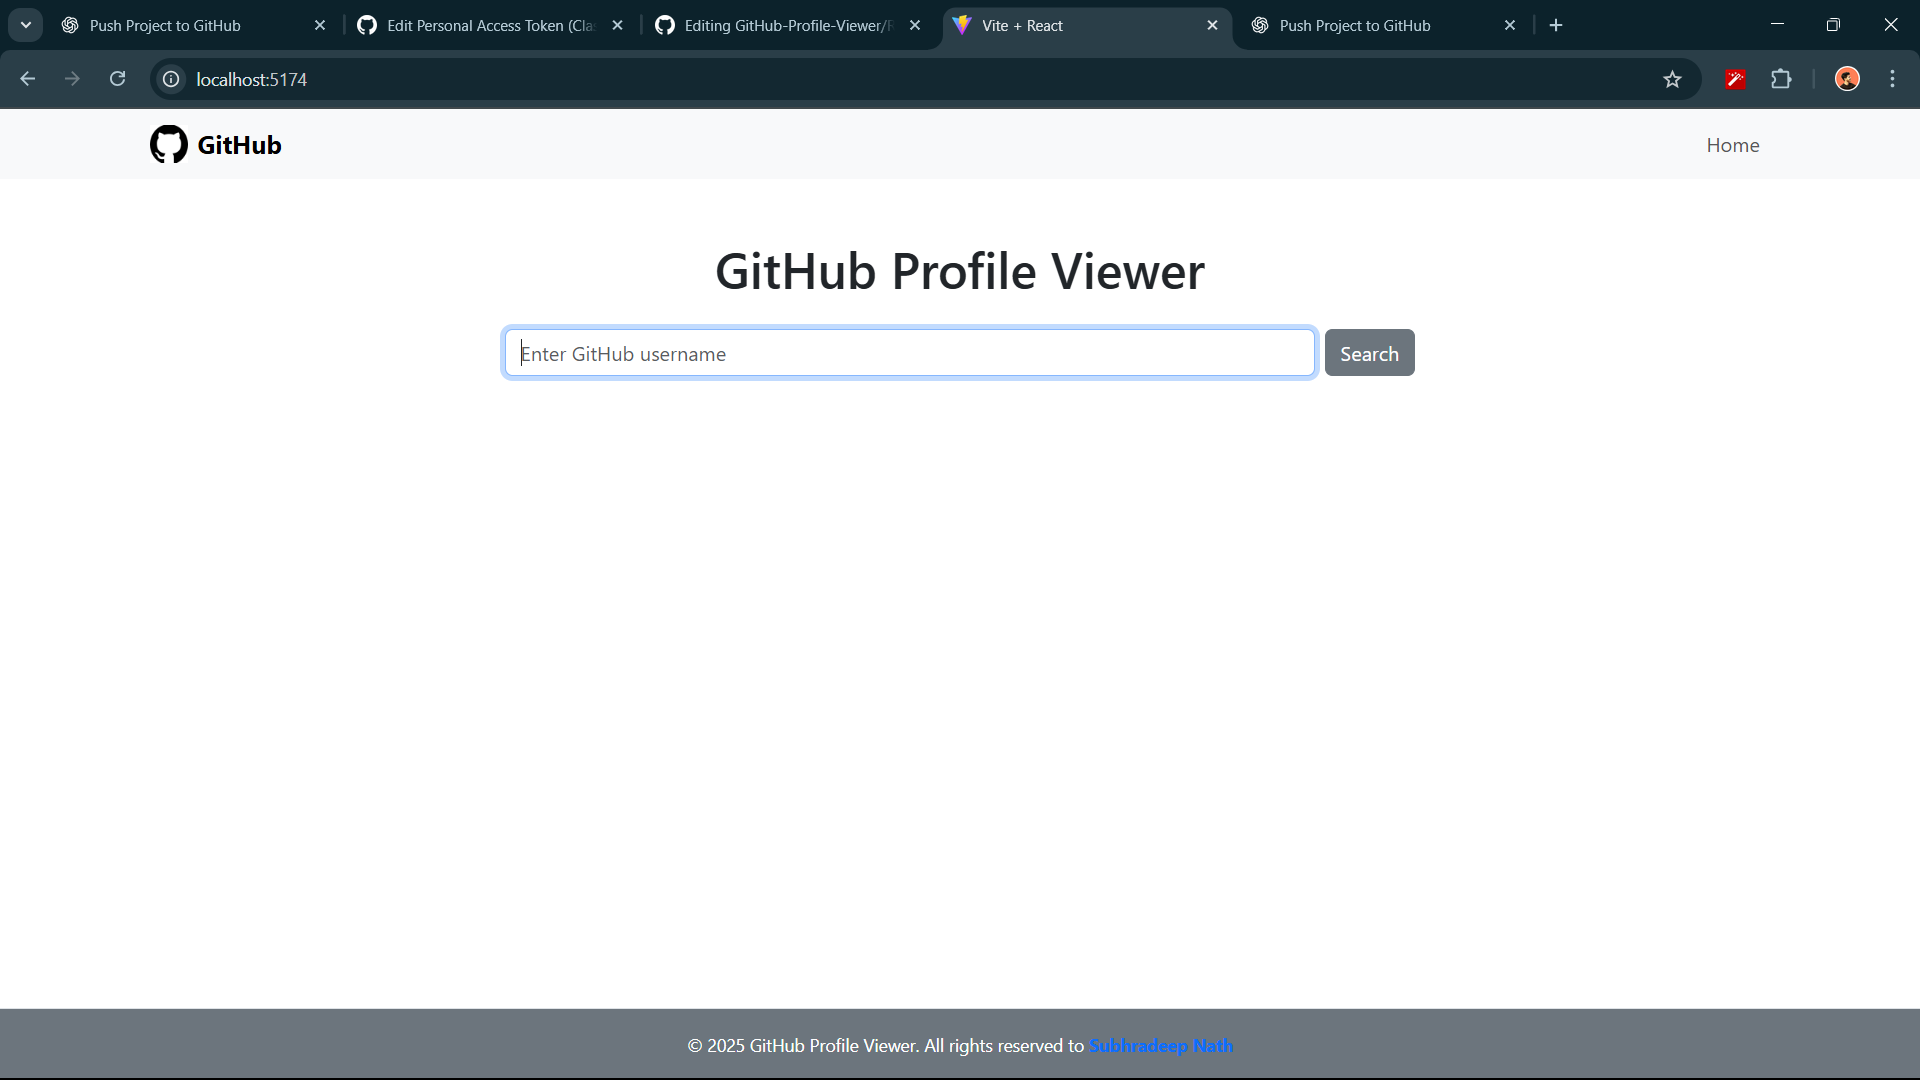 Push Project to GitHub
Edit Personal Access Token (Clas
Editing GitHub-Profile-Viewer/R
Vite + React
Push Project to GitHub
localhost:5174
GitHub
Home
GitHub Profile Viewer
Enter GitHub username
Search
© 2025 GitHub Profile Viewer. All rights reserved to Subhradeep Nath